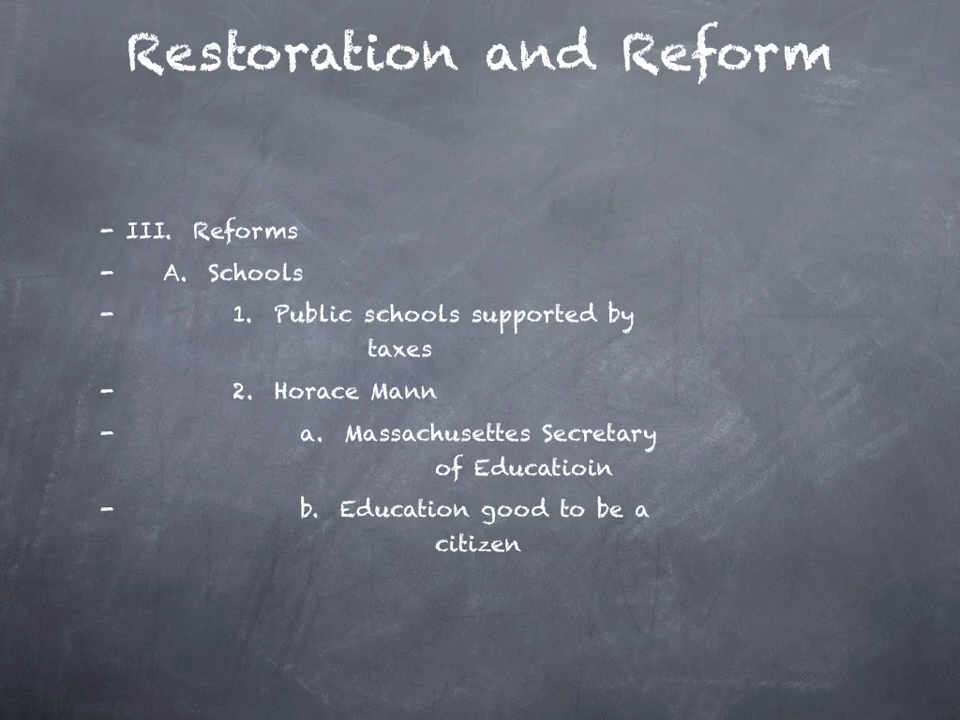 Restoration and Reform
- III. Reforms
- A. Schools
- 1. Public schools supported by
taxes
- 2. Horace Mann
- a. Massachusettes Secretary
of Educatioin
- b. Education good to be a
citizen